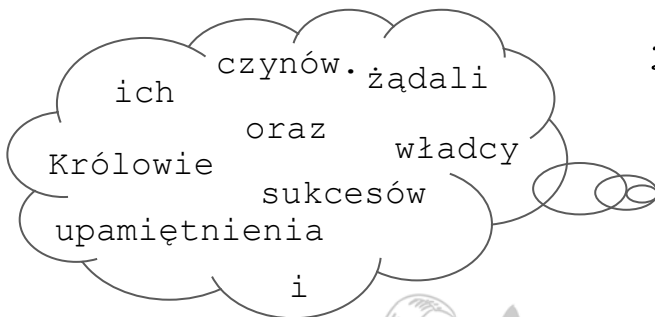 czynów.
żądali
ich
oraz
władcy
Królowie
sukcesów
upamiętnienia
i